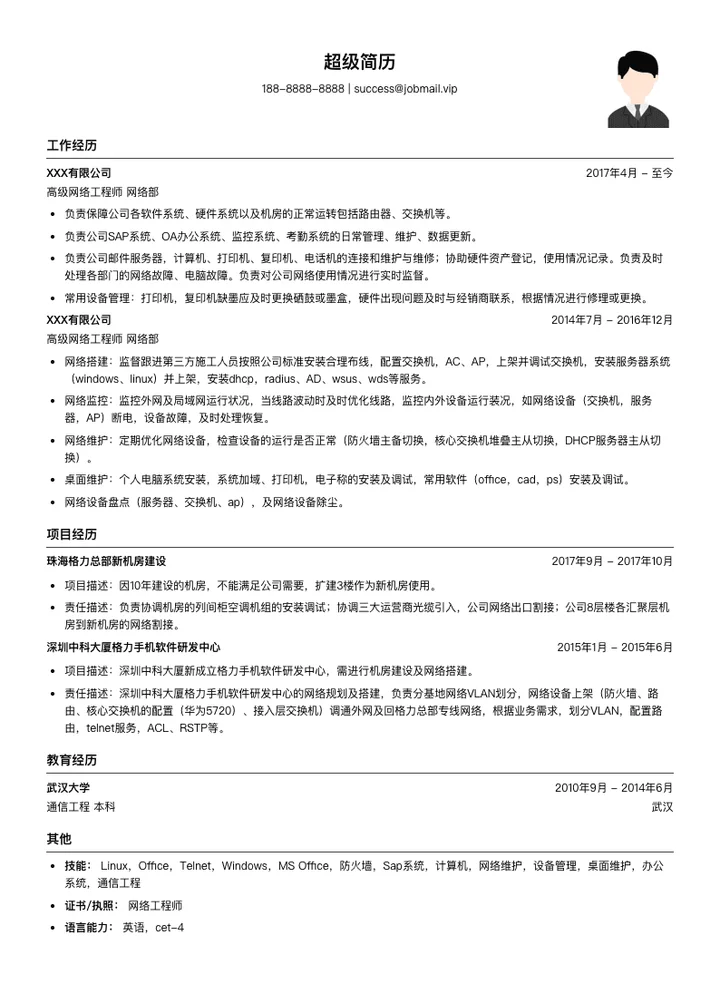 超级简历
188-8888-8888 | success@jobmail.vip
工作经历
XXX有限公司 2017年4月 – 至今
高级网络工程师 网络部
• 负责保障公司各软件系统、硬件系统以及机房的正常运转包括路由器、交换机等。
• 负责公司SAP系统、OA办公系统、监控系统、考勤系统的日常管理、维护、数据更新。
• 负责公司邮件服务器，计算机、打印机、复印机、电话机的连接和维护与维修；协助硬件资产登记，使用情况记录。负责及时
处理各部门的网络故障、电脑故障。负责对公司网络使用情况进行实时监督。
• 常用设备管理：打印机，复印机缺墨应及时更换硒鼓或墨盒，硬件出现问题及时与经销商联系，根据情况进行修理或更换。
XXX有限公司 2014年7月 – 2016年12月
高级网络工程师 网络部
• 网络搭建：监督跟进第三方施工人员按照公司标准安装合理布线，配置交换机，AC、AP，上架并调试交换机，安装服务器系统
（windows、linux）并上架，安装dhcp，radius、AD、wsus、wds等服务。
• 网络监控：监控外网及局域网运行状况，当线路波动时及时优化线路，监控内外设备运行装况，如网络设备（交换机，服务
器，AP）断电，设备故障，及时处理恢复。
• 网络维护：定期优化网络设备，检查设备的运行是否正常（防火墙主备切换，核心交换机堆叠主从切换，DHCP服务器主从切
换）。
• 桌面维护：个人电脑系统安装，系统加域、打印机，电子称的安装及调试，常用软件（office，cad，ps）安装及调试。
• 网络设备盘点（服务器、交换机、ap），及网络设备除尘。
项目经历
珠海格力总部新机房建设 2017年9月 – 2017年10月
• 项目描述：因10年建设的机房，不能满足公司需要，扩建3楼作为新机房使用。
• 责任描述：负责协调机房的列间柜空调机组的安装调试；协调三大运营商光缆引入，公司网络出口割接；公司8层楼各汇聚层机
房到新机房的网络割接。
深圳中科大厦格力手机软件研发中心 2015年1月 – 2015年6月
• 项目描述：深圳中科大厦新成立格力手机软件研发中心，需进行机房建设及网络搭建。
• 责任描述：深圳中科大厦格力手机软件研发中心的网络规划及搭建，负责分基地网络VLAN划分，网络设备上架（防火墙、路
由、核心交换机的配置（华为5720）、接入层交换机）调通外网及回格力总部专线网络，根据业务需求，划分VLAN，配置路
由，telnet服务，ACL、RSTP等。
教育经历
武汉大学 2010年9月 – 2014年6月
通信工程 本科 武汉
其他
• 技能： Linux，Office，Telnet，Windows，MS Office，防火墙，Sap系统，计算机，网络维护，设备管理，桌面维护，办公
系统，通信工程
• 证书/执照： 网络工程师
• 语言能力： 英语，cet-4